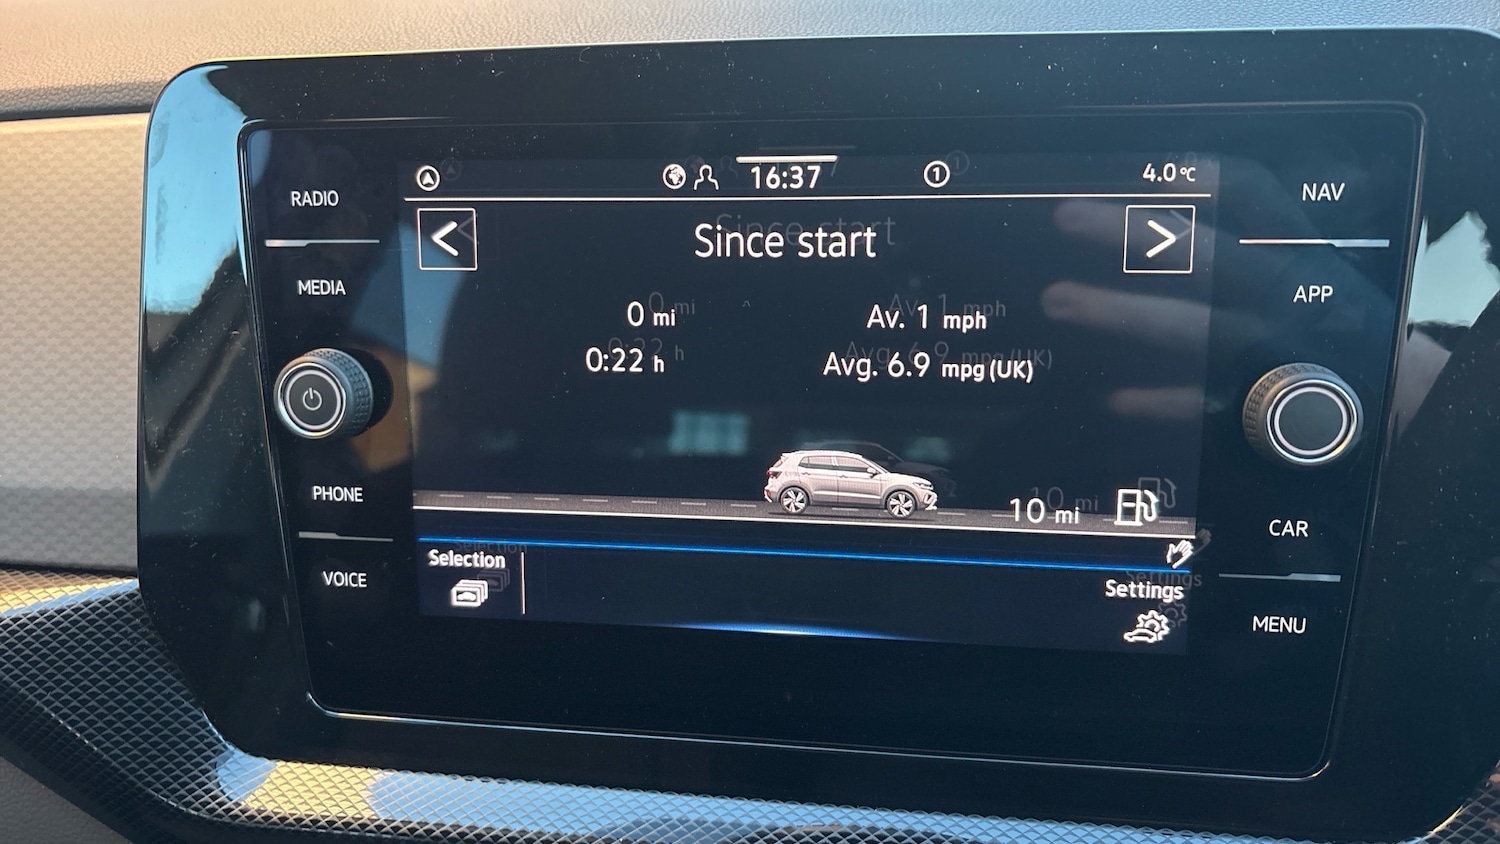 RADIO
MEDIA
PHONE
VOICE
16:37
1
4.0°C
Since start
0 mi
Av. 1 mph
0:22 h
Avg. 6.9 mpg (UK)
10 mi
Selection
Settings
NAV
APP
CAR
MENU